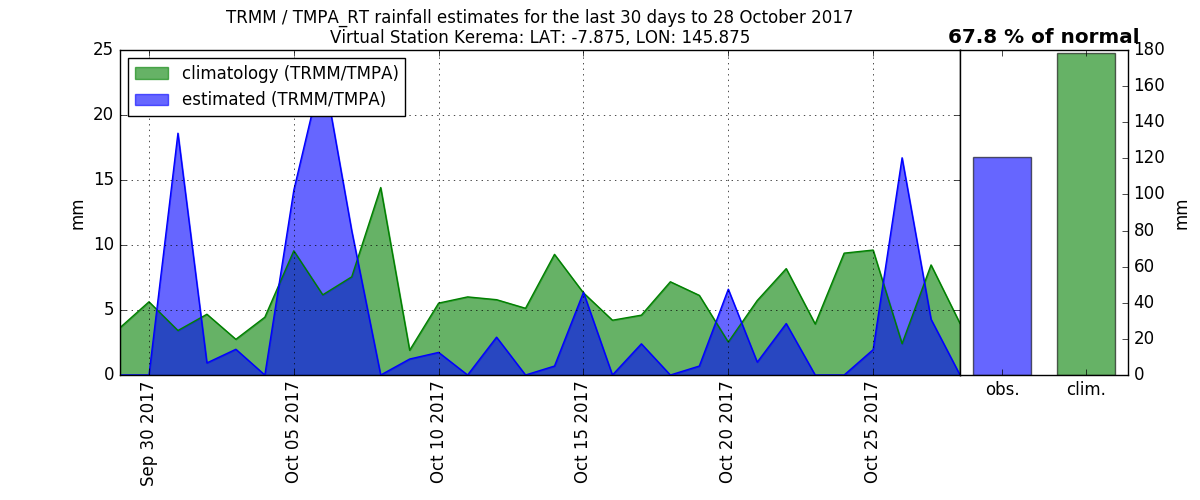 TRMM / TMPA_RT rainfall estimates for the last 30 days to 28 October 2017
Virtual Station Kerema: LAT: -7.875, LON: 145.875
67.8 % of normal
climatology (TRMM/TMPA)
estimated (TRMM/TMPA)
25
20
15
10
5
0
mm
Sep 30 2017
Oct 05 2017
Oct 10 2017
Oct 15 2017
Oct 20 2017
Oct 25 2017
180
160
140
120
100
80
60
40
20
0
mm
obs.
clim.